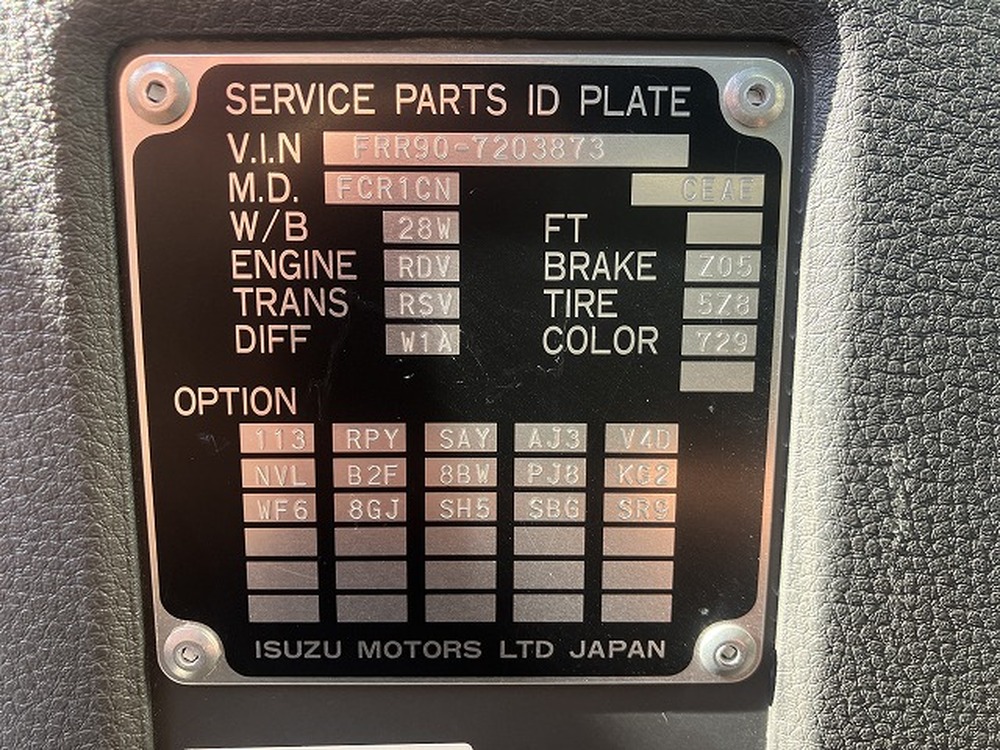 SERVICE PARTS ID PLATE
V.I.N FRR90-7203873
M.D. FCR1CN CEAE
W/B 28W FT
ENGINE RDV BRAKE Z05
TRANS RSV TIRE 5Z8
DIFF W1A COLOR 729
OPTION
113 RPY SAY AJ3 V4D
NVL B2F 8BW PJ8 KG2
WF6 8GJ SH5 SBG SR9
ISUZU MOTORS LTD JAPAN